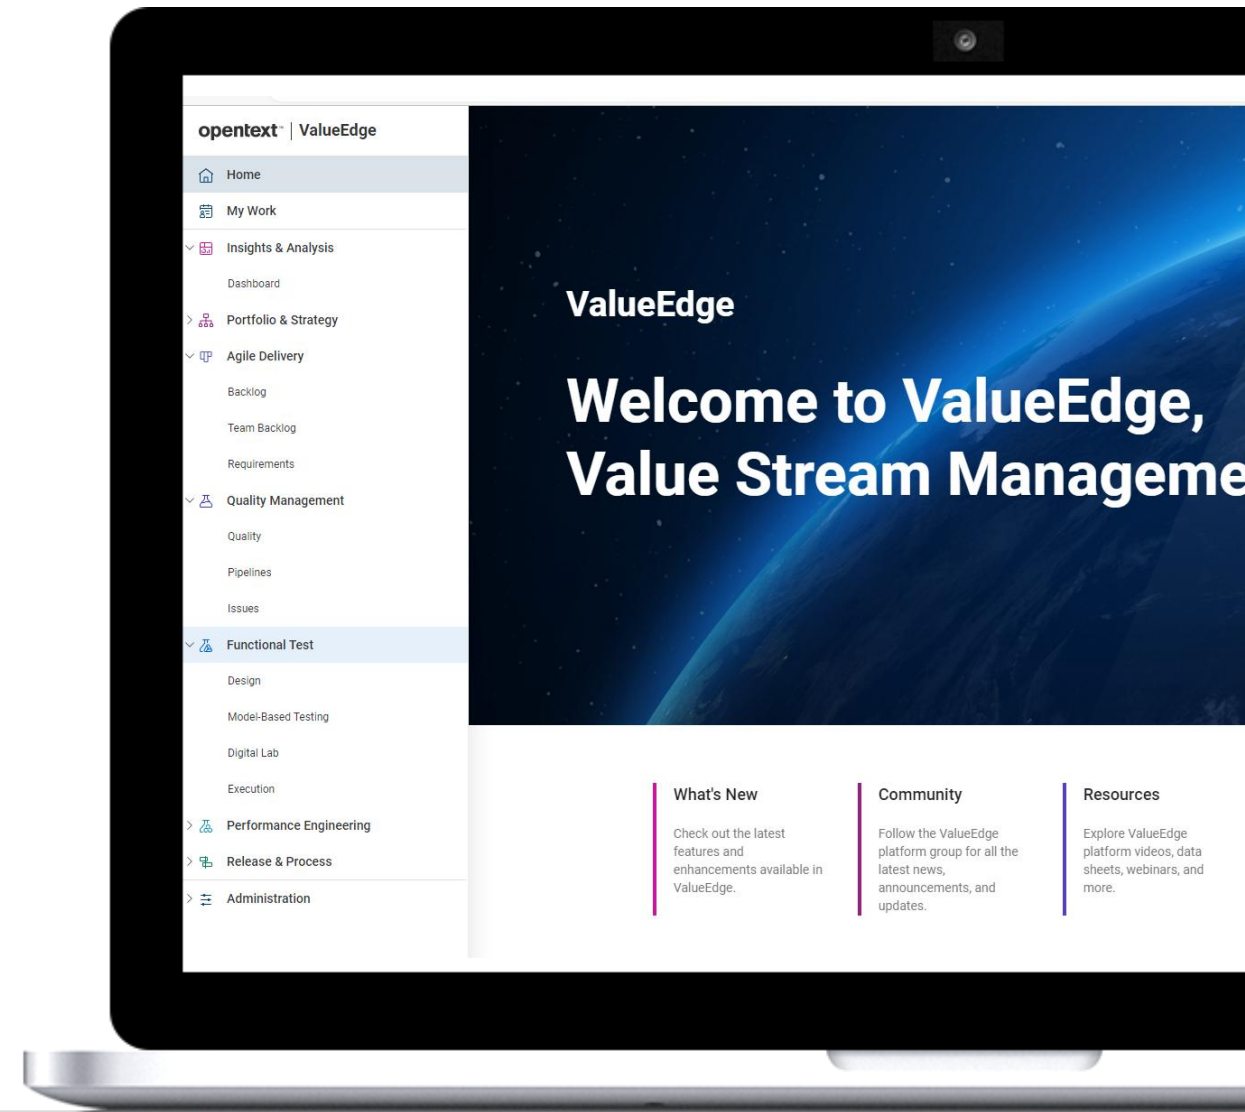 opentext™ | ValueEdge
Home
My Work
Insights & Analysis
Dashboard
Portfolio & Strategy
Agile Delivery
Backlog
Team Backlog
Requirements
Quality Management
Quality
Pipelines
Issues
Functional Test
Design
Model-Based Testing
Digital Lab
Execution
Performance Engineering
Release & Process
Administration
ValueEdge
Welcome to ValueEdge,
Value Stream Manageme
What's New
Check out the latest
features and
enhancements available in
ValueEdge.
Community
Follow the ValueEdge
platform group for all the
latest news,
announcements, and
updates.
Resources
Explore ValueEdge
platform videos, data
sheets, webinars, and
more.